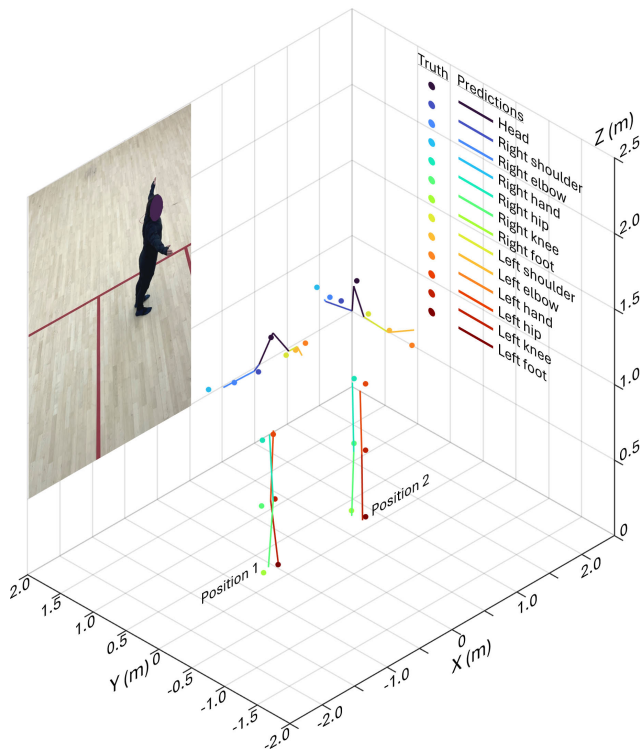 Truth Predictions
Head
Right shoulder
Right elbow
Right hand
Right hip
Right knee
Right foot
Left shoulder
Left elbow
Left hand
Left hip
Left knee
Left foot
Z (m)
2.5
2.0
1.5
1.0
0.5
0
Position 2
Position 1
2.0
1.5
1.0
0.5
0
-0.5
-1.0
-1.5
-2.0
Y (m)
-2.0
-1.0
0
1.0
2.0
X (m)